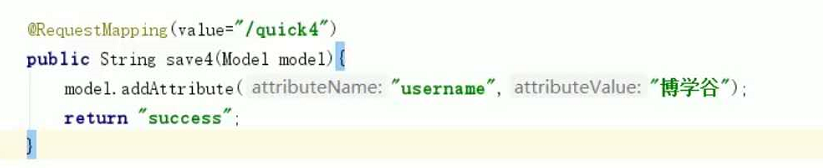 @RequestMapping(value="/quick4")
public String save4(Model model){
model.addAttribute( attributeName: "username", attributeValue: "博学谷");
return "success";
}